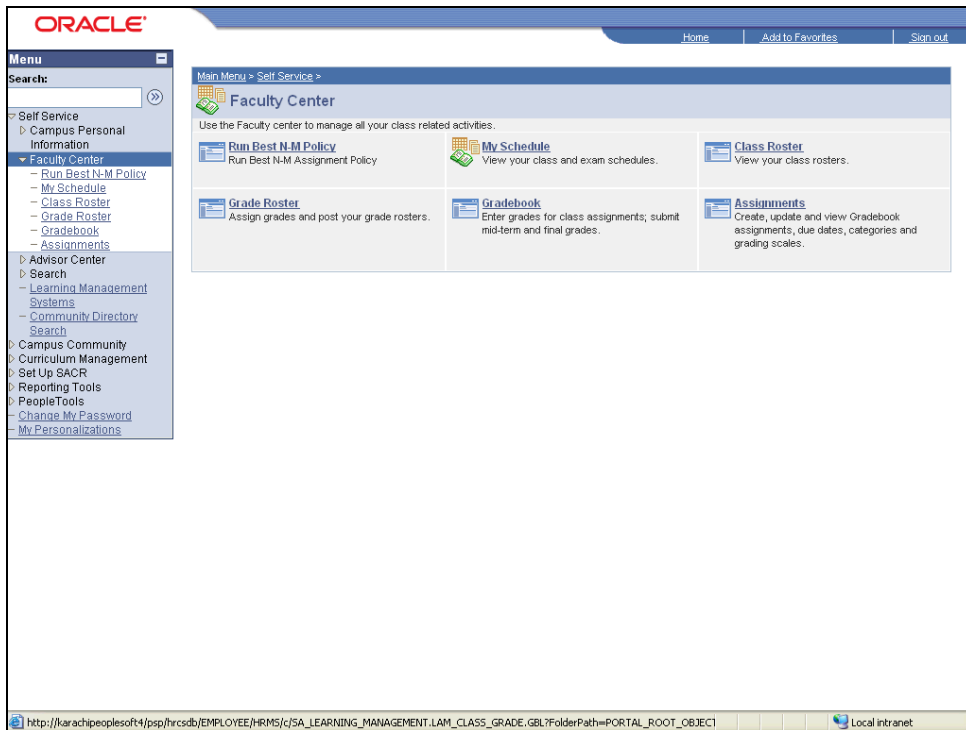 ORACLE'
Home
Add to Favorites
Sign out
Menu
Search:
Self Service
Campus Personal
Information
Faculty Center
Run Best N-M Policy
My Schedule
Class Roster
Grade Roster
Gradebook
Assignments
Advisor Center
Search
Learning Management
Systems
Community Directory
Search
Campus Community
Curriculum Management
Set Up SACR
Reporting Tools
PeopleTools
Change My Password
My Personalizations
Main Menu > Self Service >
Faculty Center
Use the Faculty center to manage all your class related activities.
Run Best N-M Policy
Run Best N-M Assignment Policy
My Schedule
View your class and exam schedules.
Class Roster
View your class rosters.
Grade Roster
Assign grades and post your grade rosters.
Gradebook
Enter grades for class assignments; submit
mid-term and final grades.
Assignments
Create, update and view Gradebook
assignments, due dates, categories and
grading scales.
http://karachipeoplesoft4/psp/hrcsdb/EMPLOYEE/HRMS/c/SA_LEARNING_MANAGEMENT.LAM_CLASS_GRADE.GBL?FolderPath=PORTAL_ROOT_OBJECT
Local intranet